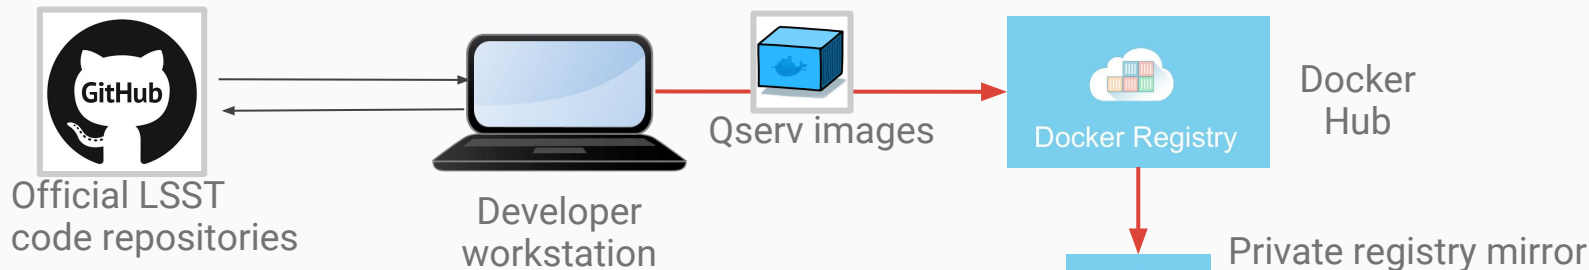 GitHub
Official LSST
code repositories
Developer
workstation
Qserv images
Docker Registry
Docker
Hub
Private registry mirror